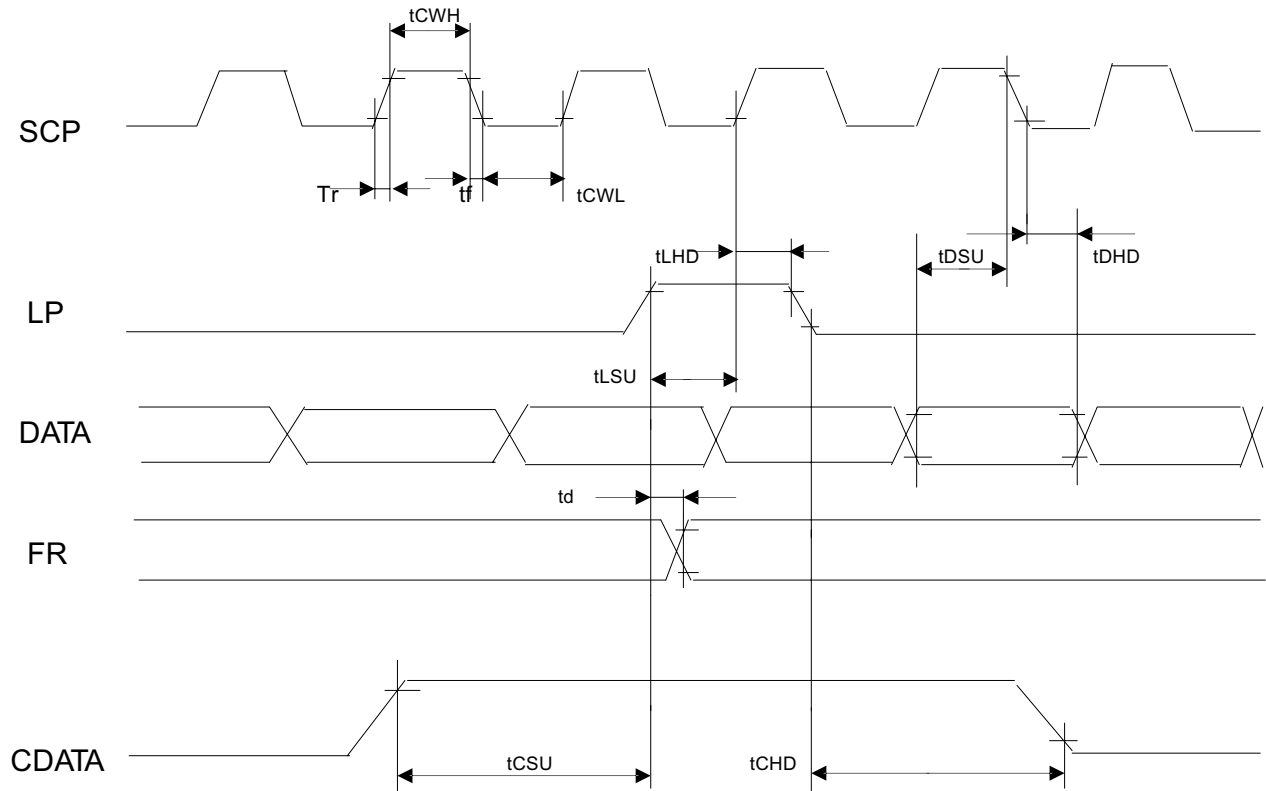 tCWH
SCP
Tr
tf
tCWL
tLHD
tDSU
tDHD
LP
tLSU
DATA
td
FR
CDATA
tCSU
tCHD